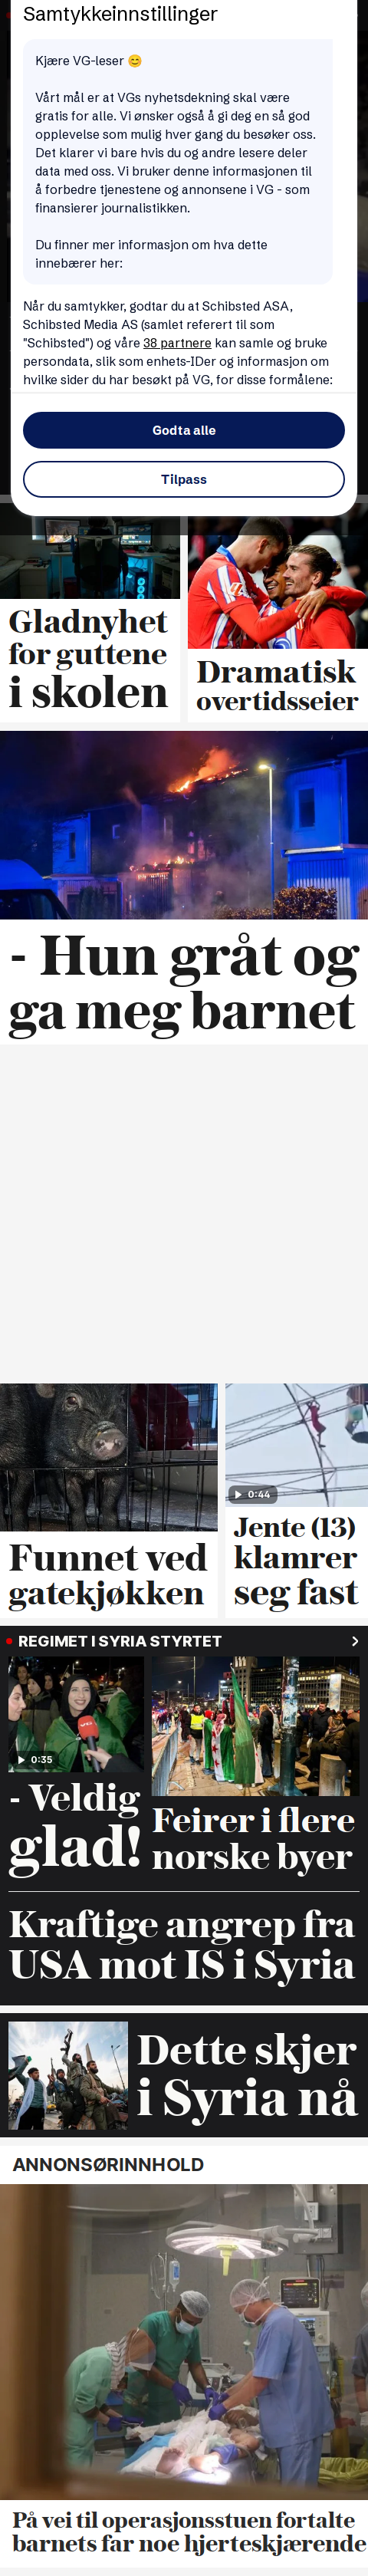 Samtykkeinnstillinger
Kjære VG-leser 😊
Vårt mål er at VGs nyhetsdekning skal være
gratis for alle. Vi ønsker også å gi deg en så god
opplevelse som mulig hver gang du besøker oss.
Det klarer vi bare hvis du og andre lesere deler
data med oss. Vi bruker denne informasjonen til
å forbedre tjenestene og annonsene i VG - som
finansierer journalistikken.
Du finner mer informasjon om hva dette
innebærer her:
Når du samtykker, godtar du at Schibsted ASA,
Schibsted Media AS (samlet referert til som
"Schibsted") og våre 38 partnere kan samle og bruke
persondata, slik som enhets-IDer og informasjon om
hvilke sider du har besøkt på VG, for disse formålene:
Godta alle
Tilpass
Gladnyhet
for guttene
i skolen
Dramatisk
overtidsseier
- Hun gråt og
ga meg barnet
Funnet ved
gatekjøkken
0:44
Jente (13)
klamrer
seg fast
REGIMET I SYRIA STYRTET
0:35
- Veldig
glad!
Feirer i flere
norske byer
Kraftige angrep fra
USA mot IS i Syria
Dette skjer
i Syria nå
ANNONSØRINNHOLD
På vei til operasjonsstuen fortalte
barnets far noe hjerteskjærende